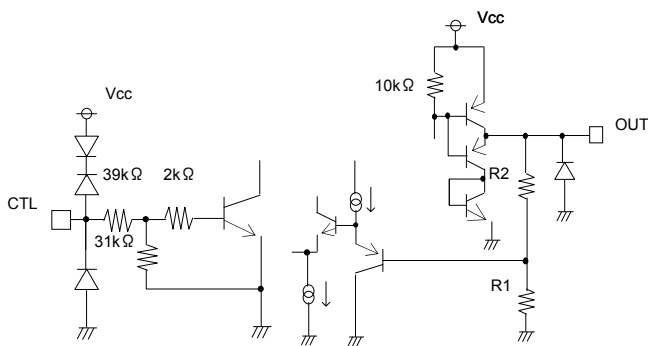 Vcc
10kΩ
OUT
R2
R1
Vcc
39kΩ
2kΩ
CTL
31kΩ